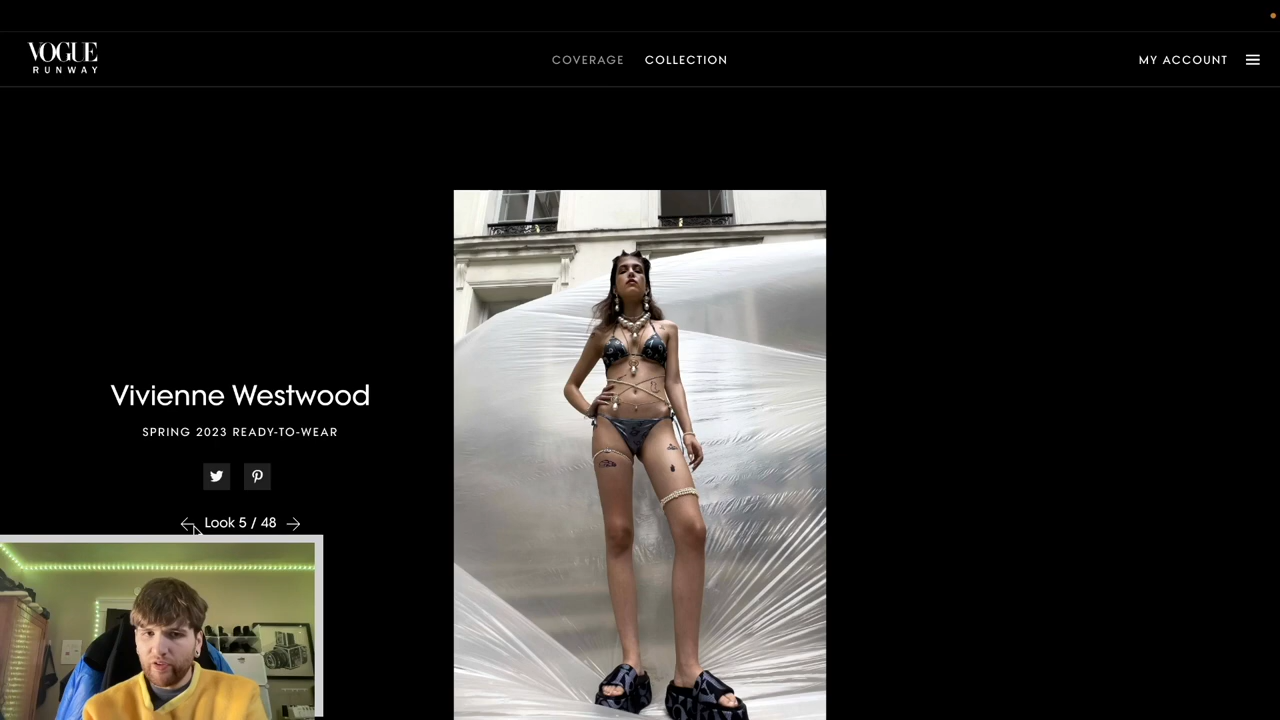 VOGUE
RUNWAY
COVERAGE COLLECTION
MY ACCOUNT
Vivienne Westwood
SPRING 2023 READY-TO-WEAR
Look 5 / 48